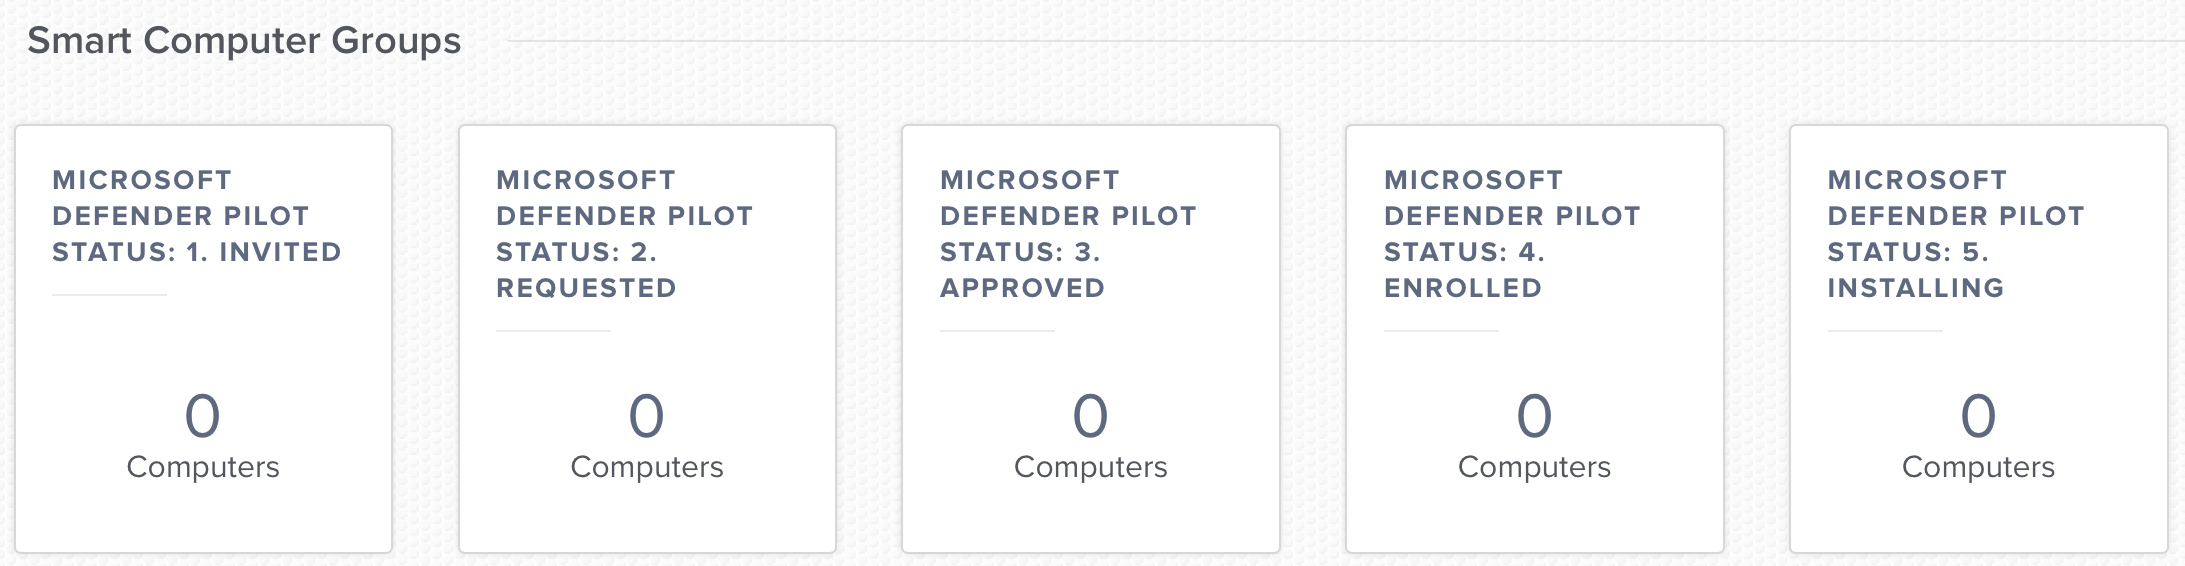 Smart Computer Groups
MICROSOFT
DEFENDER PILOT
STATUS: 1. INVITED
0
Computers
MICROSOFT
DEFENDER PILOT
STATUS: 2.
REQUESTED
0
Computers
MICROSOFT
DEFENDER PILOT
STATUS: 3.
APPROVED
0
Computers
MICROSOFT
DEFENDER PILOT
STATUS: 4.
ENROLLED
0
Computers
MICROSOFT
DEFENDER PILOT
STATUS: 5.
INSTALLING
0
Computers